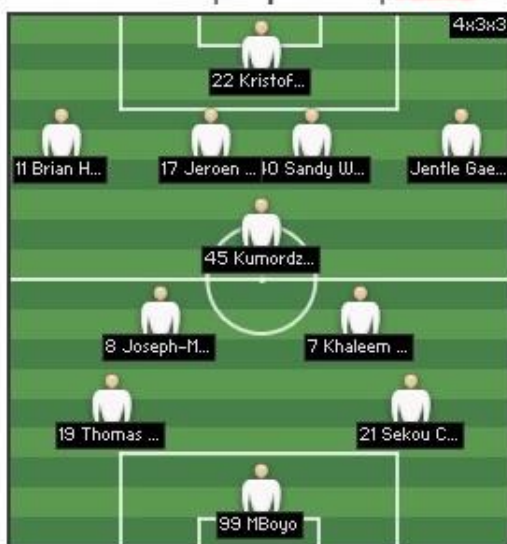 4x3x3
22 Kristof...
11 Brian H...
17 Jeroen ...
40 Sandy W...
Jentle Gae...
45 Kumordz...
8 Joseph-M...
7 Khaleem ...
19 Thomas ...
21 Sekou C...
99 MBoyo